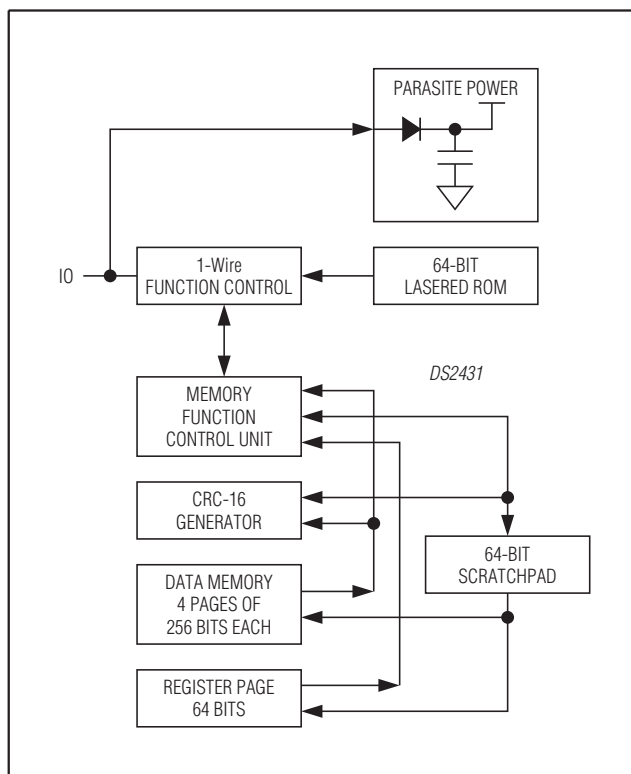 PARASITE POWER
IO
1-Wire
FUNCTION CONTROL
64-BIT
LASERED ROM
DS2431
MEMORY
FUNCTION
CONTROL UNIT
CRC-16
GENERATOR
64-BIT
SCRATCHPAD
DATA MEMORY
4 PAGES OF
256 BITS EACH
REGISTER PAGE
64 BITS